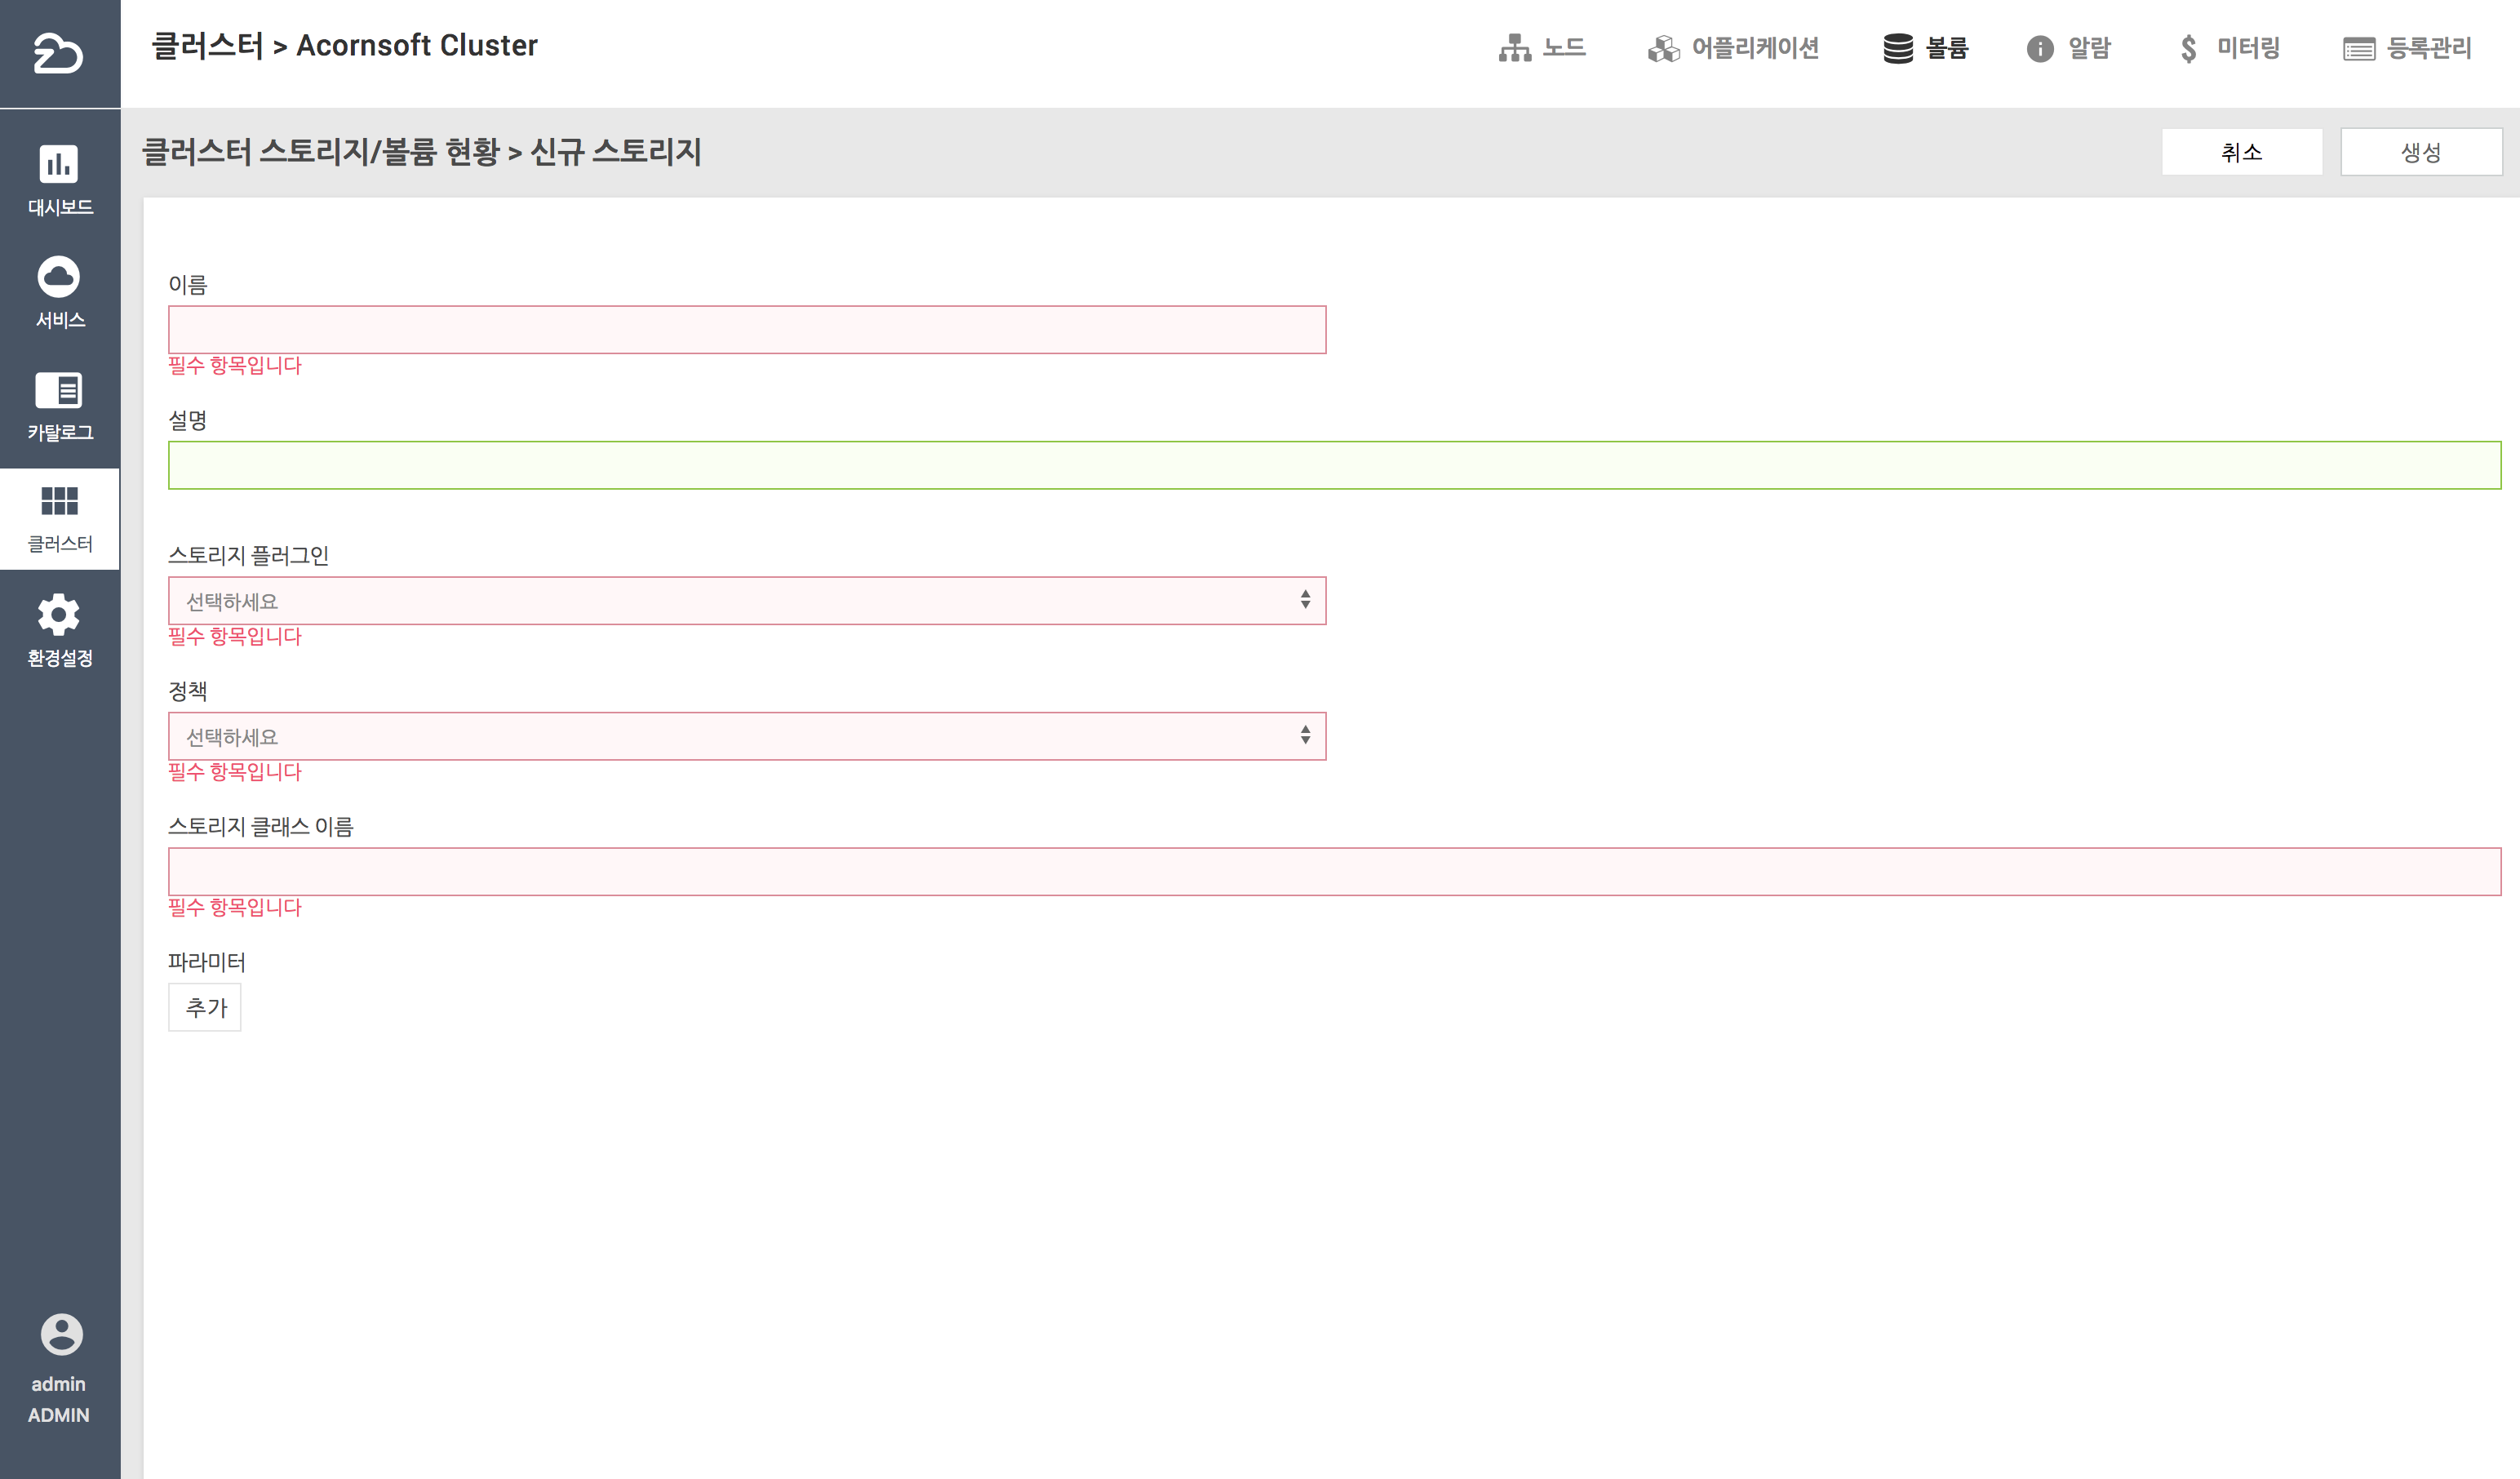 클러스터 > Acornsoft Cluster
노드
어플리케이션
볼륨
알람
미터링
등록관리
대시보드
서비스
카탈로그
클러스터
환경설정
admin
ADMIN
클러스터 스토리지/볼륨 현황 > 신규 스토리지
취소
생성
이름
필수 항목입니다
설명
스토리지 플러그인
선택하세요
필수 항목입니다
정책
선택하세요
필수 항목입니다
스토리지 클래스 이름
필수 항목입니다
파라미터
추가